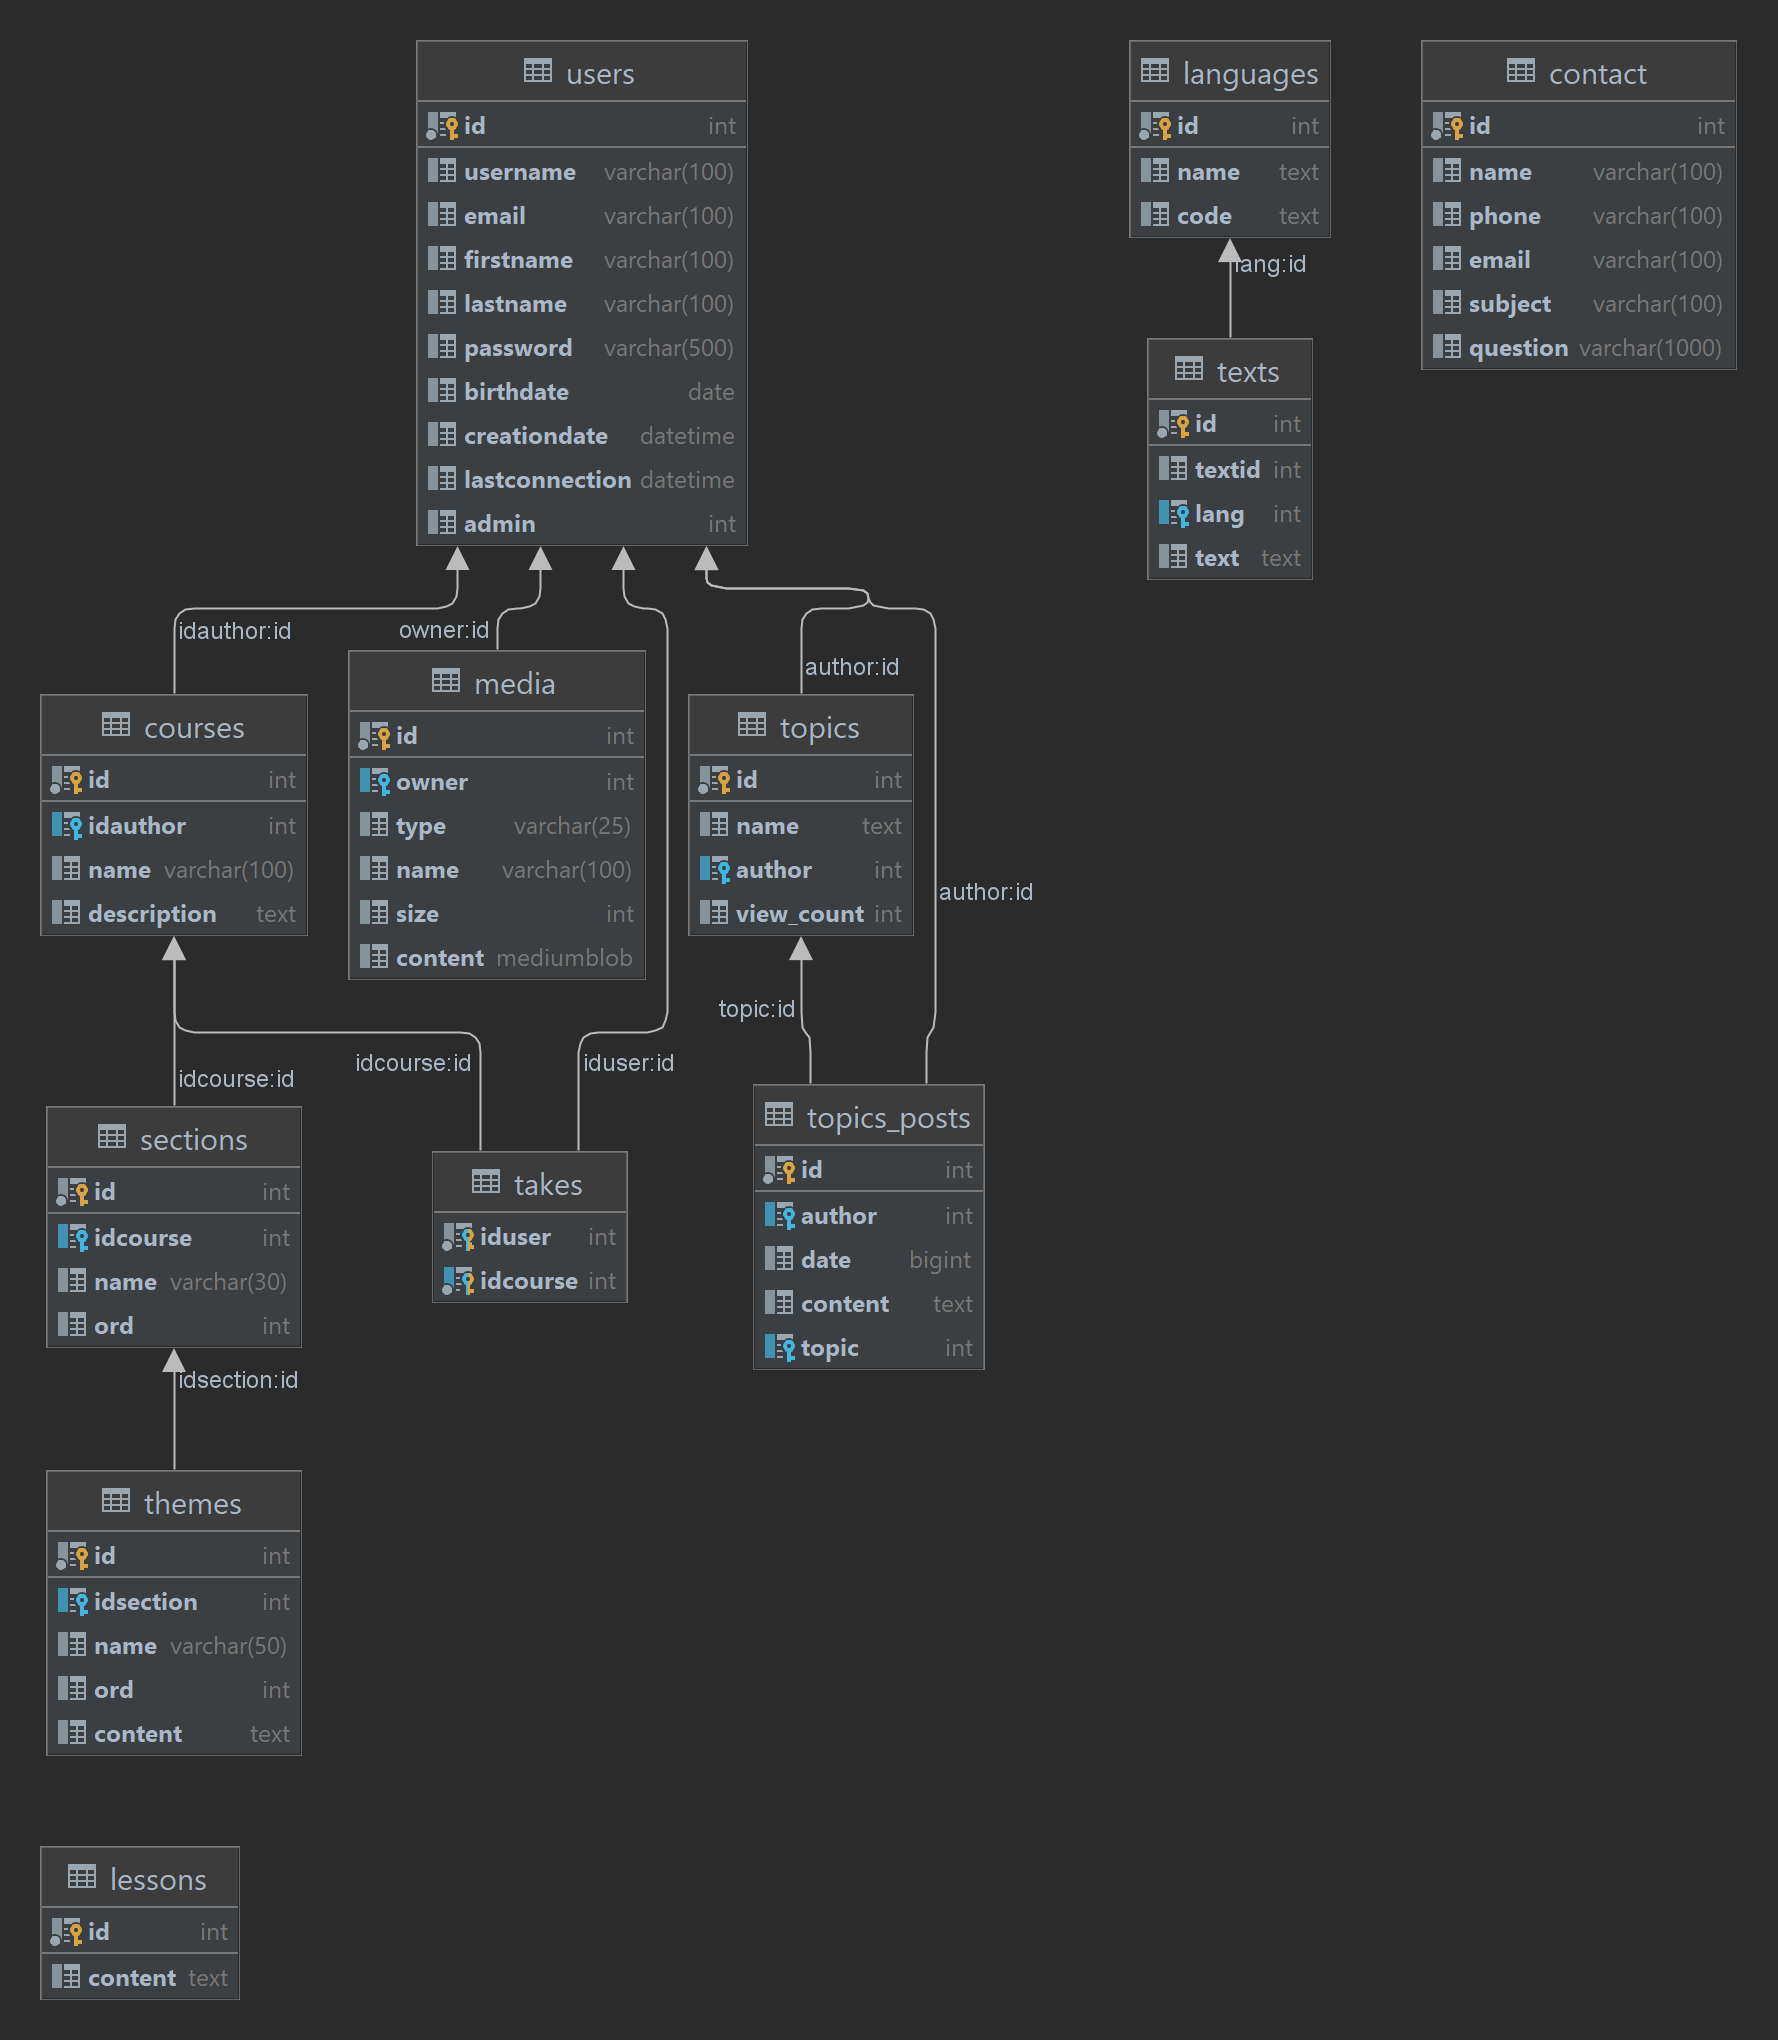 users
id int
username varchar(100)
email varchar(100)
firstname varchar(100)
lastname varchar(100)
password varchar(500)
birthdate date
creationdate datetime
lastconnection datetime
admin int
languages
id int
name text
code text
lang:id
texts
id int
textid int
lang int
text text
contact
id int
name varchar(100)
phone varchar(100)
email varchar(100)
subject varchar(100)
question varchar(1000)
idauthor:id
owner:id
author:id
author:id
courses
id int
idauthor int
name varchar(100)
description text
media
id int
owner int
type varchar(25)
name varchar(100)
size int
content mediumblob
topics
id int
name text
author int
view_count int
topic:id
idcourse:id
iduser:id
idcourse:id
sections
id int
idcourse int
name varchar(30)
ord int
takes
iduser int
idcourse int
topics_posts
id int
author int
date bigint
content text
topic int
idsection:id
themes
id int
idsection int
name varchar(50)
ord int
content text
lessons
id int
content text